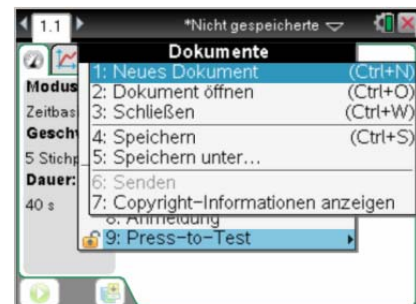 1.1 *Nicht gespeicherte
Dokumente
1: Neues Dokument (Ctrl+N)
2: Dokument öffnen (Ctrl+O)
3: Schließen (Ctrl+W)
4: Speichern (Ctrl+S)
5: Speichern unter...
6: Senden
7: Copyright-Informationen anzeigen
8: Anmeldung
9: Press-to-Test
Modus
Zeitbas
Geschw
5 Stichp
Dauer:
40 s